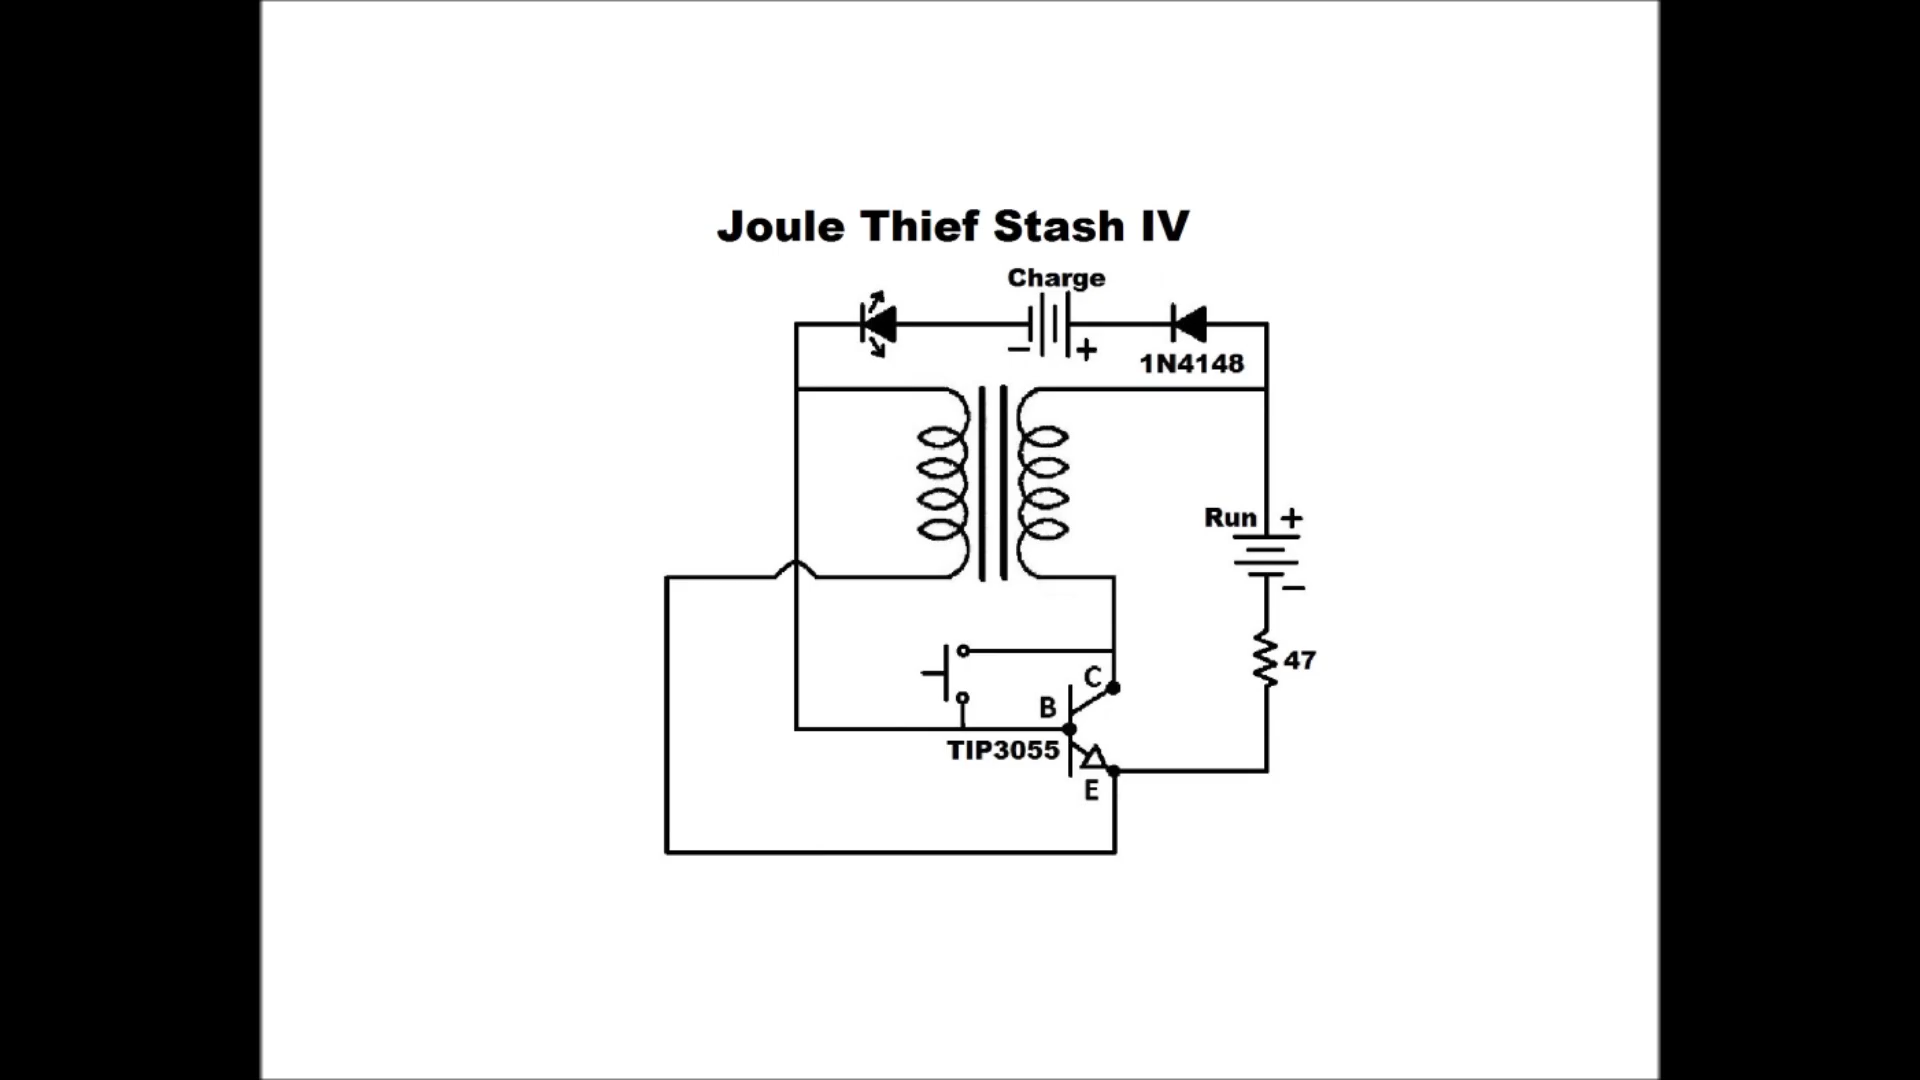 Joule Thief Stash IV
Charge
− +
1N4148
Run +
−
47
C
B
TIP3055
E